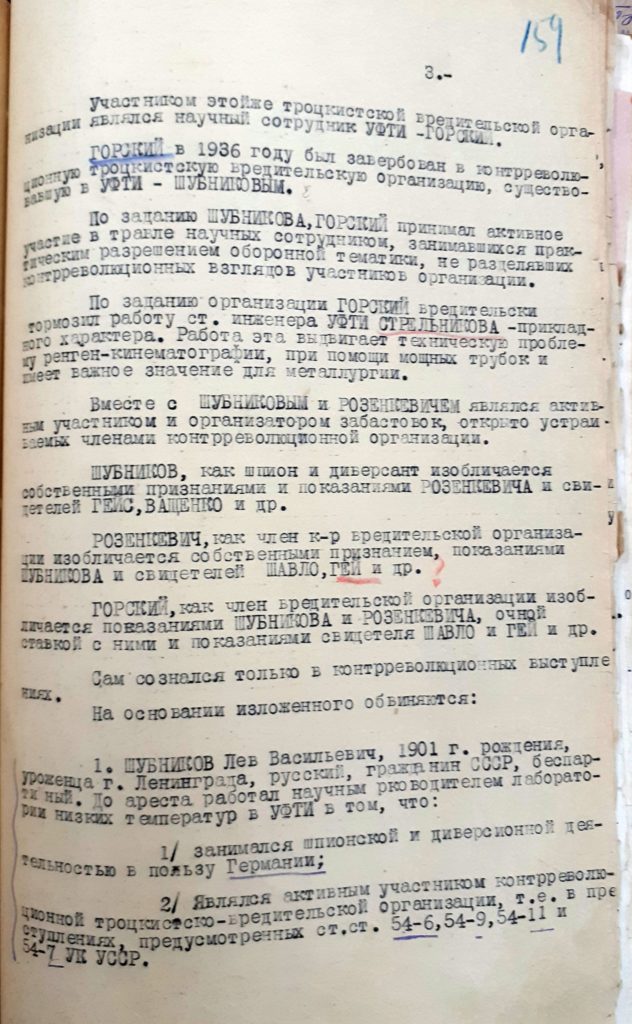 159
3.-
Участником этойже троцкистской вредительской орга-
низации являлся научный сотрудник УФТИ -ГОРСКИЙ.
ГОРСКИЙ в 1936 году был завербован в контрреволю-
ционную троцкистскую вредительскую организацию, существо-
вавшую в УФТИ - ШУБНИКОВЫМ.
По заданию ШУБНИКОВА,ГОРСКИЙ принимал активное
участие в травле научных сотрудником, занимавшихся прак-
тическим разрешением оборонной тематики, не разделявших
контрреволюционных взглядов участников организации.
По заданию организации ГОРСКИЙ вредительски
тормозил работу ст. инженера УФТИ СТРЕЛЬНИКОВА -приклад-
ного характера. Работа эта выдвигает техническую пробле-
му ренген-кинематографии, при помощи мощных трубок и
имеет важное значение для металлургии.
Вместе с ШУБНИКОВЫМ и РОЗЕНКЕВИЧЕМ являлся актив-
ным участником и организатором забастовок, открыто устраи-
ваемых членами контрреволюционной организации.
ШУБНИКОВ, как шпион и диверсант изобличается
собственными признаниями и показаниями РОЗЕНКЕВИЧА и сви-
детелей ГЕЙС,ВАЩЕНКО и др.
РОЗЕНКЕВИЧ,как член к-р вредительской организа-
ции изобличается собственными признанием, показаниями
ШУБНИКОВА и свидетелей ШАВЛО,ГЕЙ и др. ?
ГОРСКИЙ,как член вредительской организации изоб-
личается показаниями ШУБНИКОВА и РОЗЕНКЕВИЧА, очной
ставкой с ними и показаниями свидетеля ШАВЛО и ГЕЙ и др.
Сам сознался только в контрреволюционных выступле
ниях.
На основании изложенного обвиняются:
1. ШУБНИКОВ Лев Васильевич, 1901 г. рождения,
уроженца г. Ленинграда, русский, гражданин СССР, беспар-
тийный. До ареста работал научным рководителем лаборато-
рии низких температур в УФТИ в том, что:
1/ занимался шпионской и диверсионной дея-
тельностью в пользу Германии;
2/ Являлся активным участником контрреволю-
ционной троцкистско-вредительской организации, т.е. в пре
ступлениях, предусмотренных ст.ст. 54-6,54-9,54-11 и
54-7 УК УССР.